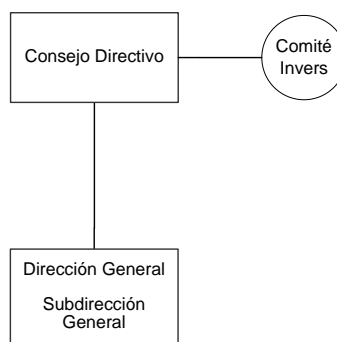 Consejo Directivo
Comité
Invers
Dirección General
Subdirección
General